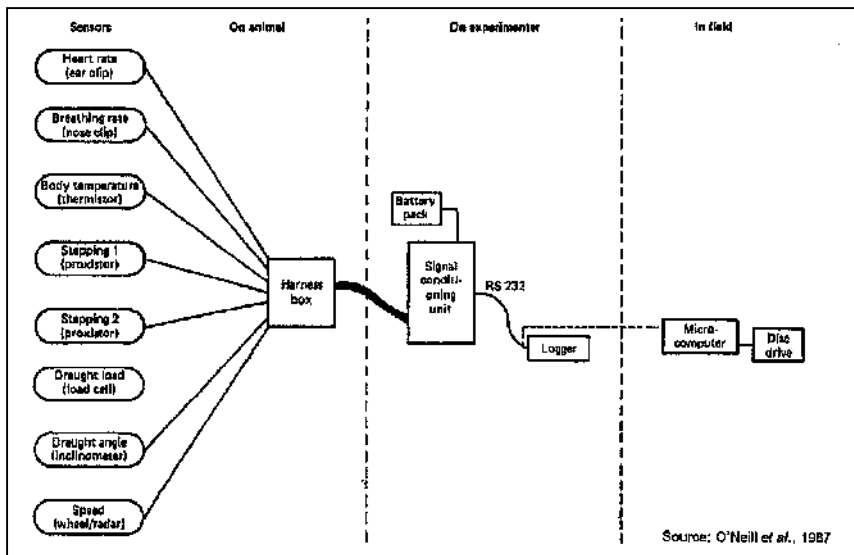 Sensors
On animal
On experimenter
In field
Heart rate
(ear clip)
Breathing rate
(nose clip)
Body temperature
(thermistor)
Stepping 1
(proxistor)
Stepping 2
(proxistor)
Draught load
(load cell)
Draught angle
(inclinometer)
Speed
(wheel/radar)
Harness
box
Battery
pack
Signal
conditi-
oning
unit
RS 232
Logger
Micro-
computer
Disc
drive
Source: O'Neill et al., 1987